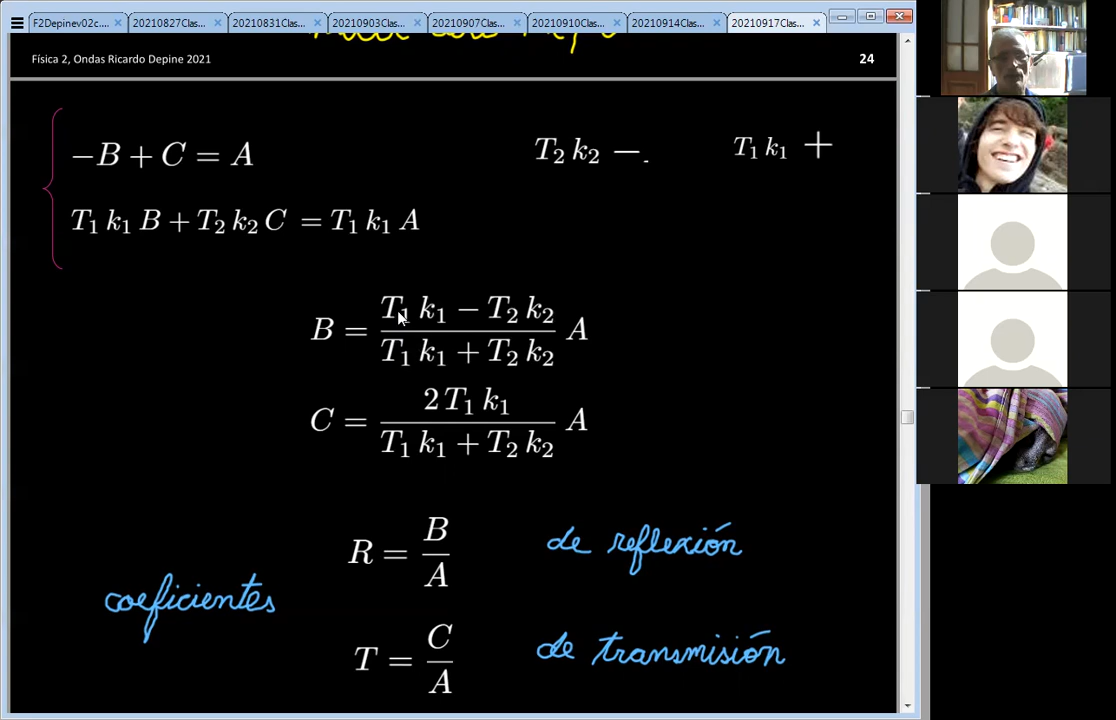 F2Depinev02c....
20210827Clas...
20210831Clas...
20210903Clas...
20210907Clas...
20210910Clas...
20210914Clas...
20210917Clas...
Física 2, Ondas Ricardo Depine 2021 24
−B + C = A
T₂ k₂ − T₁ k₁ +
T₁ k₁ B + T₂ k₂ C = T₁ k₁ A
B = (T₁ k₁ − T₂ k₂)/(T₁ k₁ + T₂ k₂) A
C = (2 T₁ k₁)/(T₁ k₁ + T₂ k₂) A
R = B/A de reflexión
coeficientes
T = C/A de transmisión